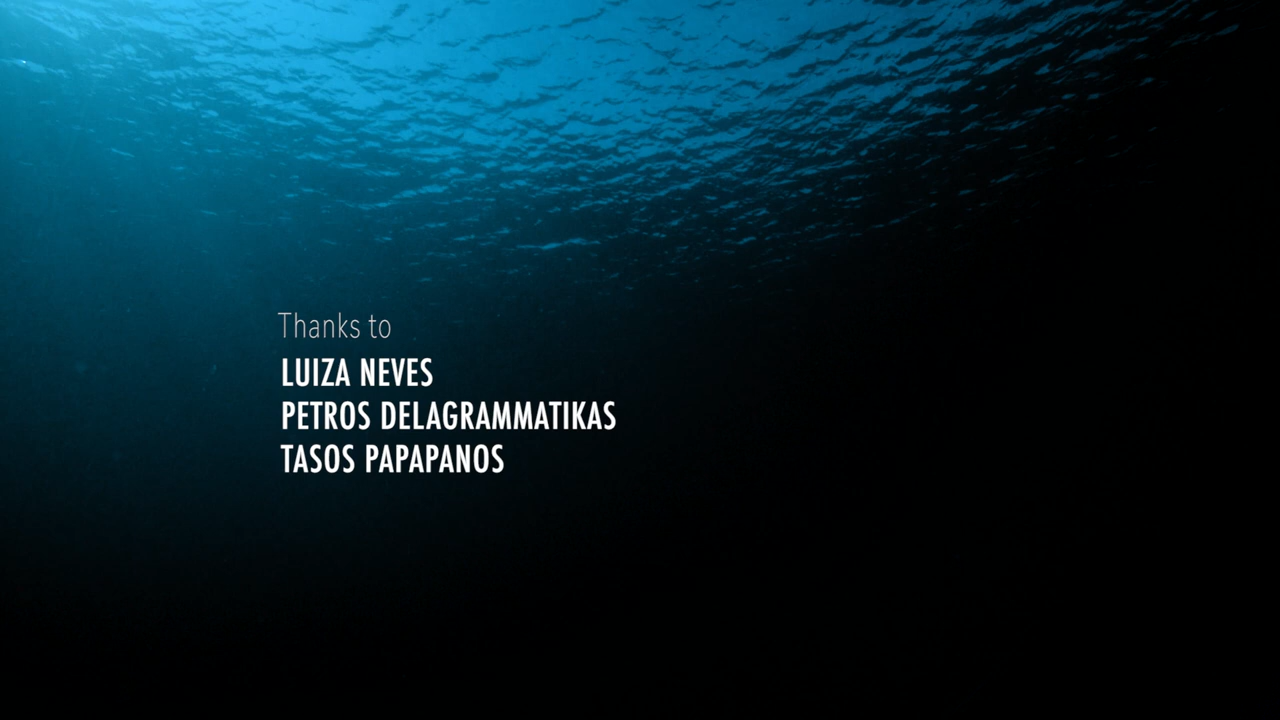 Thanks to
LUIZA NEVES
PETROS DELAGRAMMATIKAS
TASOS PAPAPANOS